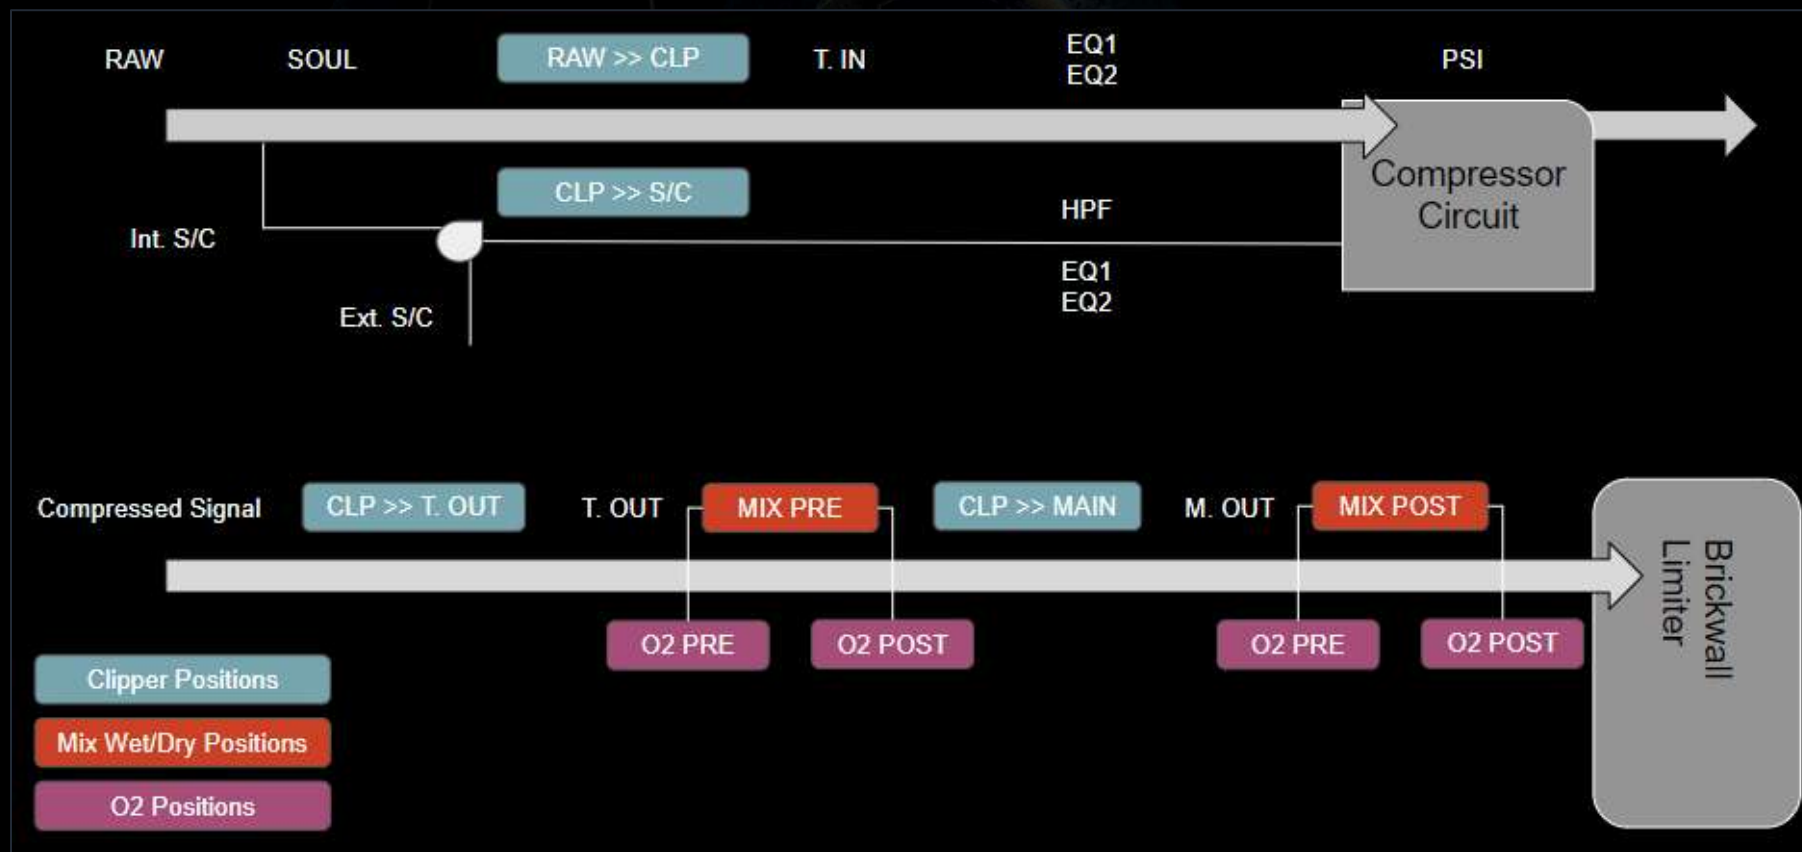 RAW
SOUL
RAW >> CLP
T. IN
EQ1
EQ2
PSI
Compressor
Circuit
CLP >> S/C
HPF
Int. S/C
EQ1
EQ2
Ext. S/C
Compressed Signal
CLP >> T. OUT
T. OUT
MIX PRE
CLP >> MAIN
M. OUT
MIX POST
Brickwall
Limiter
O2 PRE
O2 POST
O2 PRE
O2 POST
Clipper Positions
Mix Wet/Dry Positions
O2 Positions